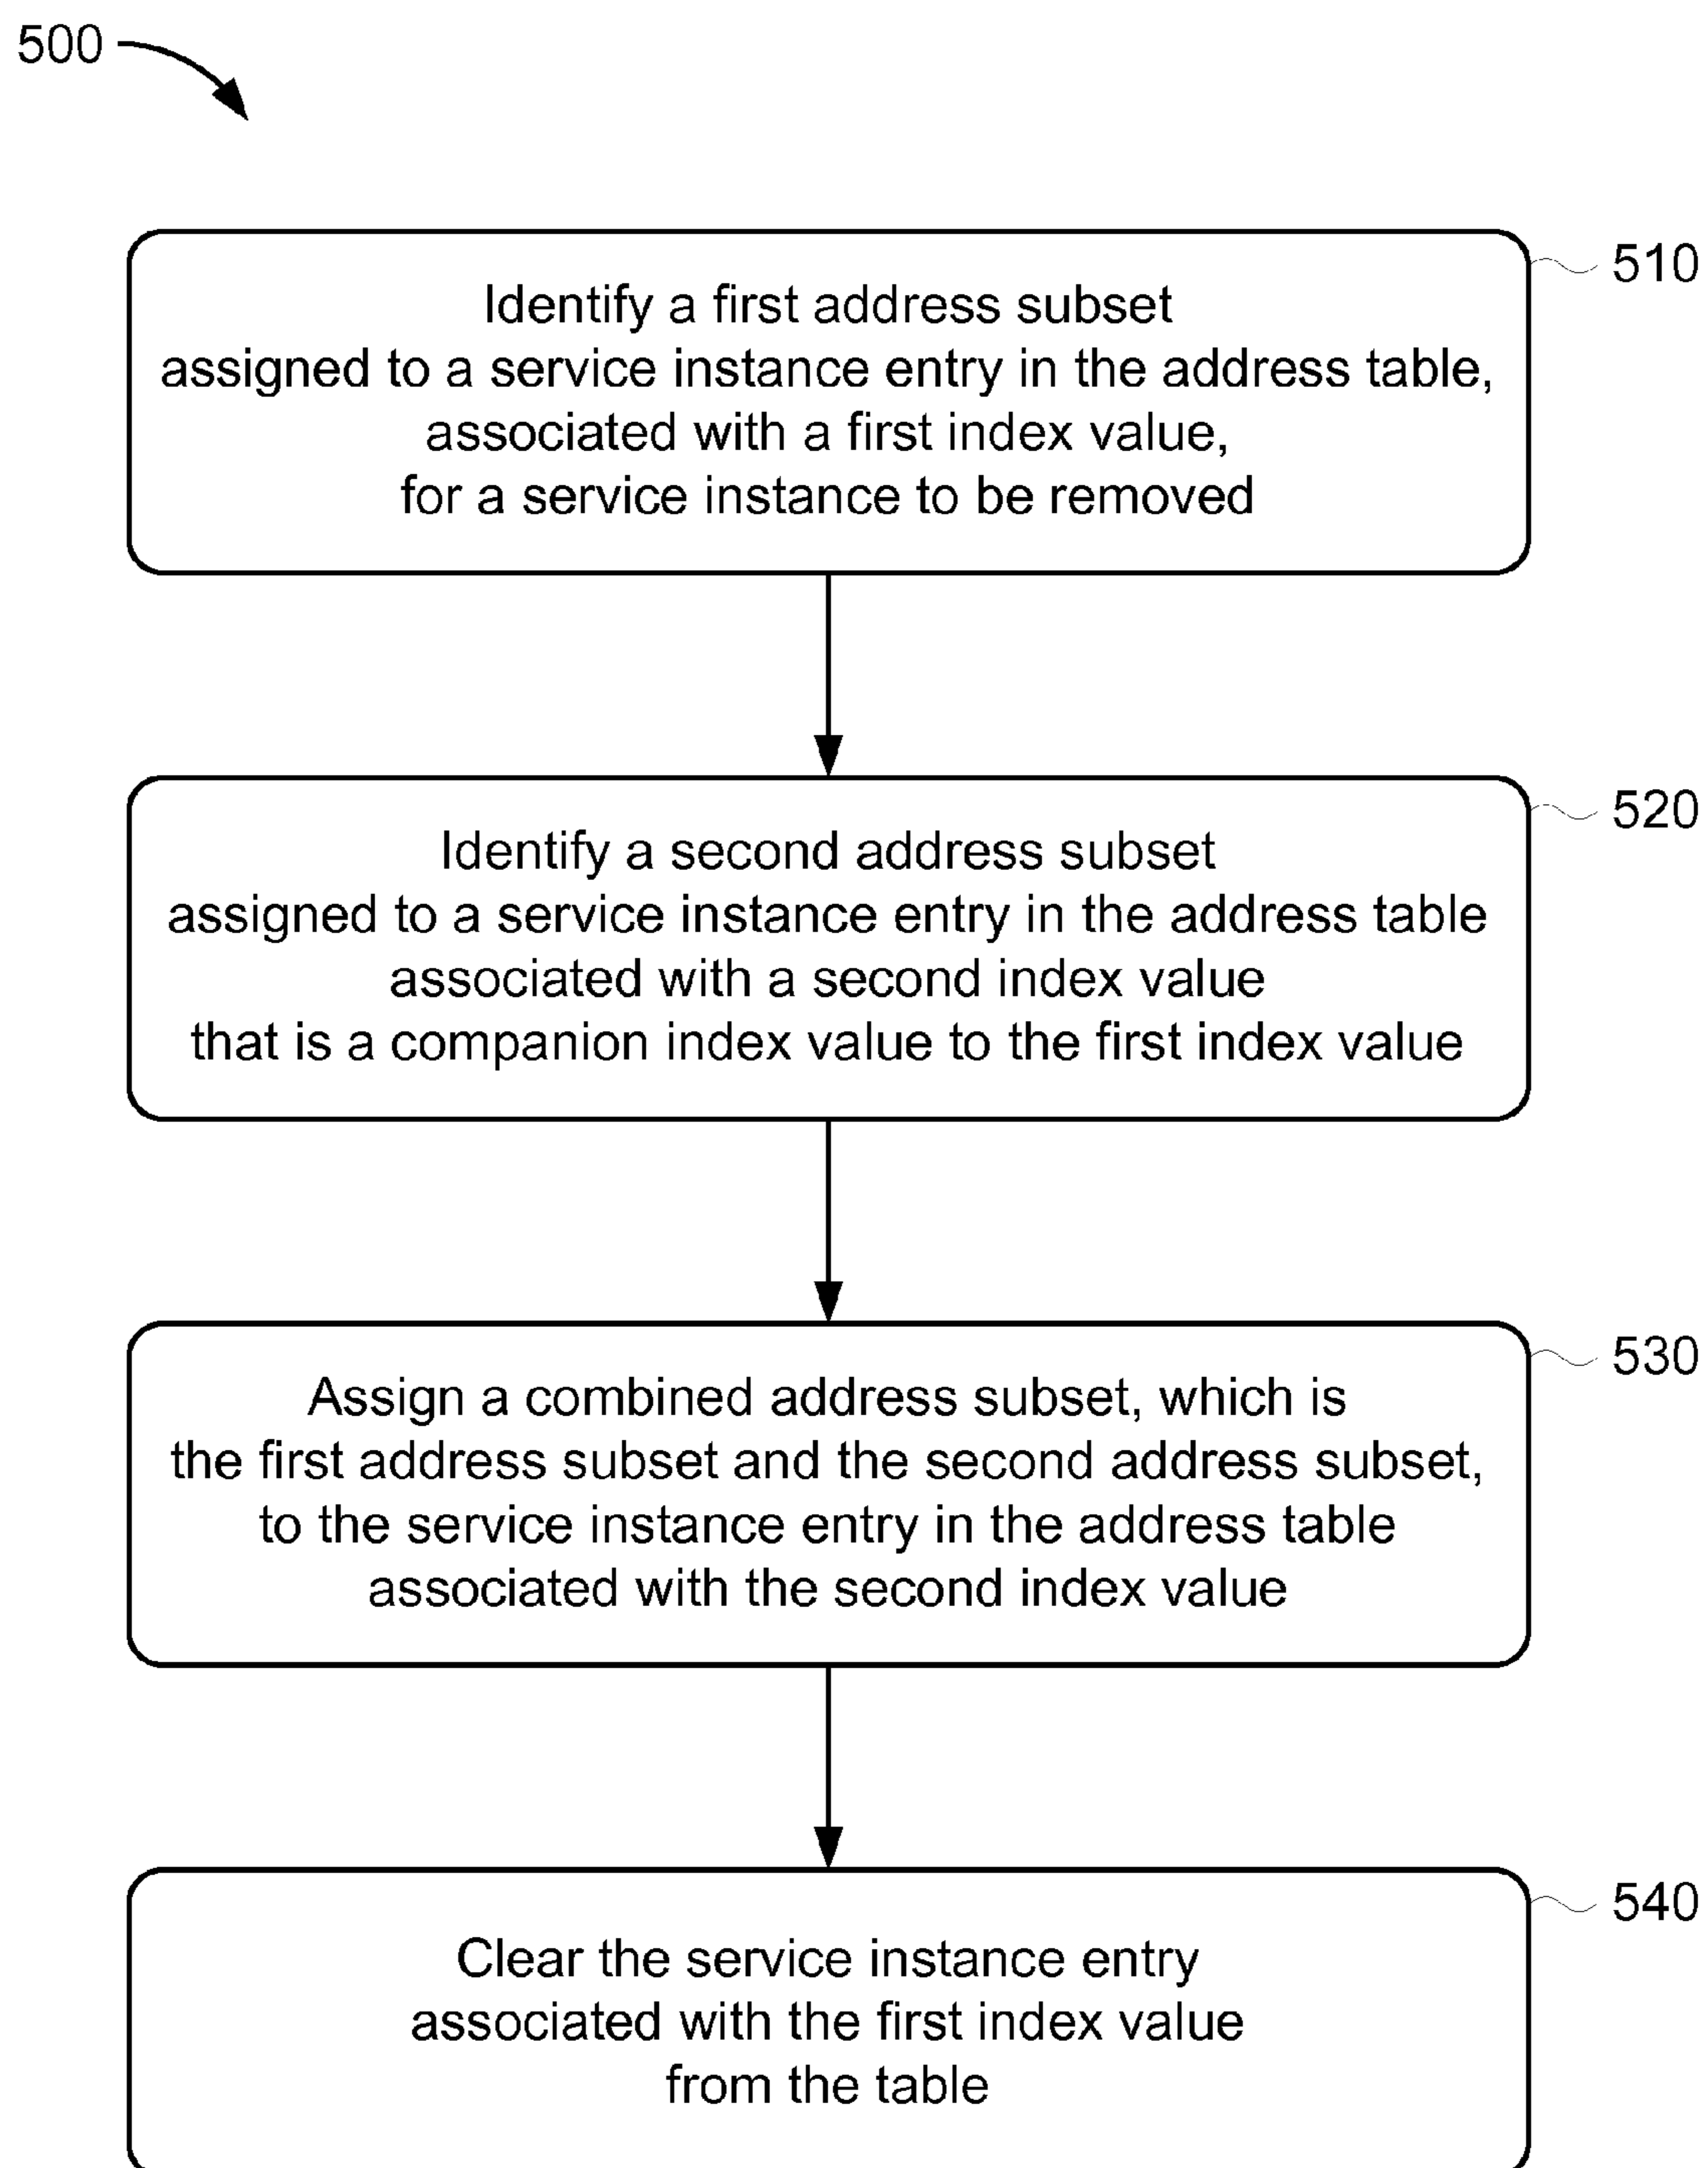 500
510
Identify a first address subset
assigned to a service instance entry in the address table,
associated with a first index value,
for a service instance to be removed
520
Identify a second address subset
assigned to a service instance entry in the address table
associated with a second index value
that is a companion index value to the first index value
530
Assign a combined address subset, which is
the first address subset and the second address subset,
to the service instance entry in the address table
associated with the second index value
540
Clear the service instance entry
associated with the first index value
from the table